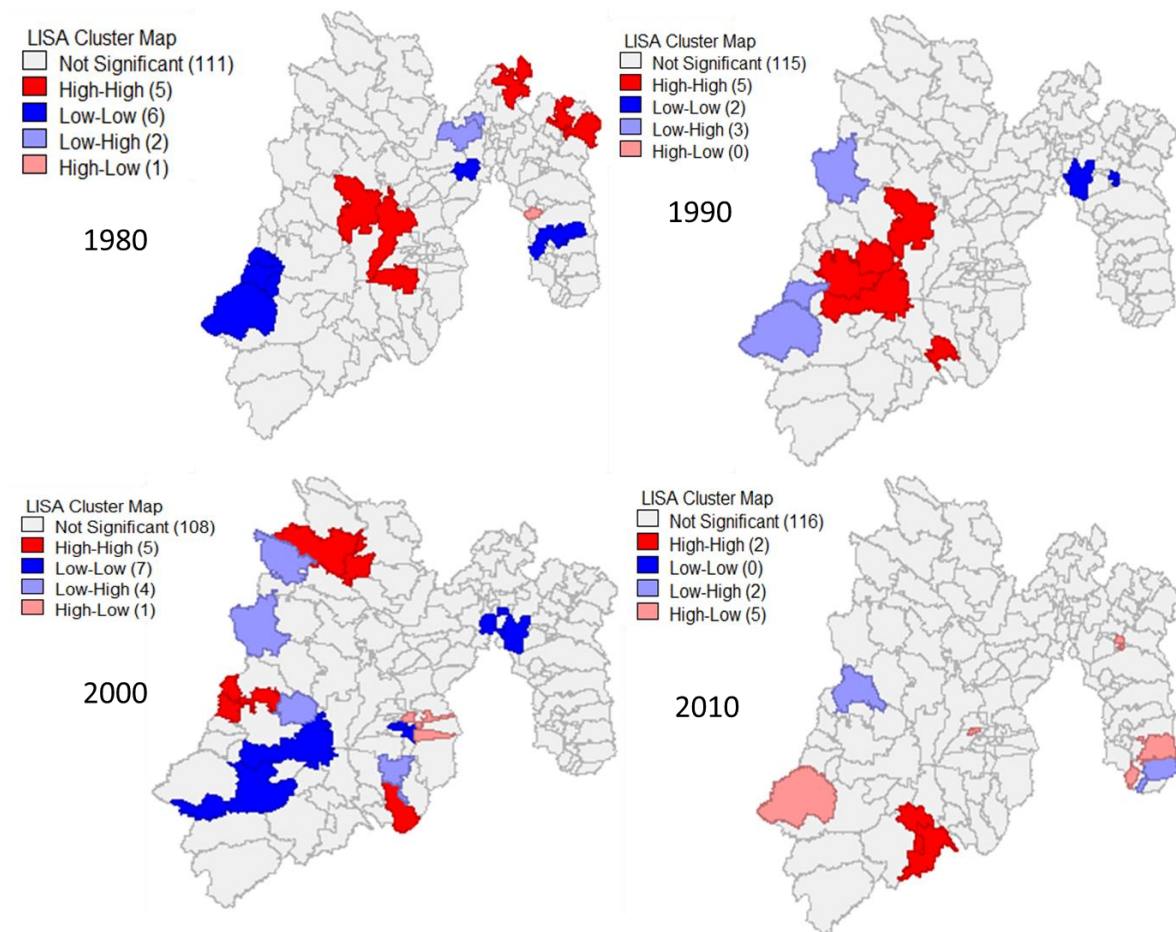 LISA Cluster Map
Not Significant (111)
High-High (5)
Low-Low (6)
Low-High (2)
High-Low (1)
1980
LISA Cluster Map
Not Significant (115)
High-High (5)
Low-Low (2)
Low-High (3)
High-Low (0)
1990
LISA Cluster Map
Not Significant (108)
High-High (5)
Low-Low (7)
Low-High (4)
High-Low (1)
2000
LISA Cluster Map
Not Significant (116)
High-High (2)
Low-Low (0)
Low-High (2)
High-Low (5)
2010